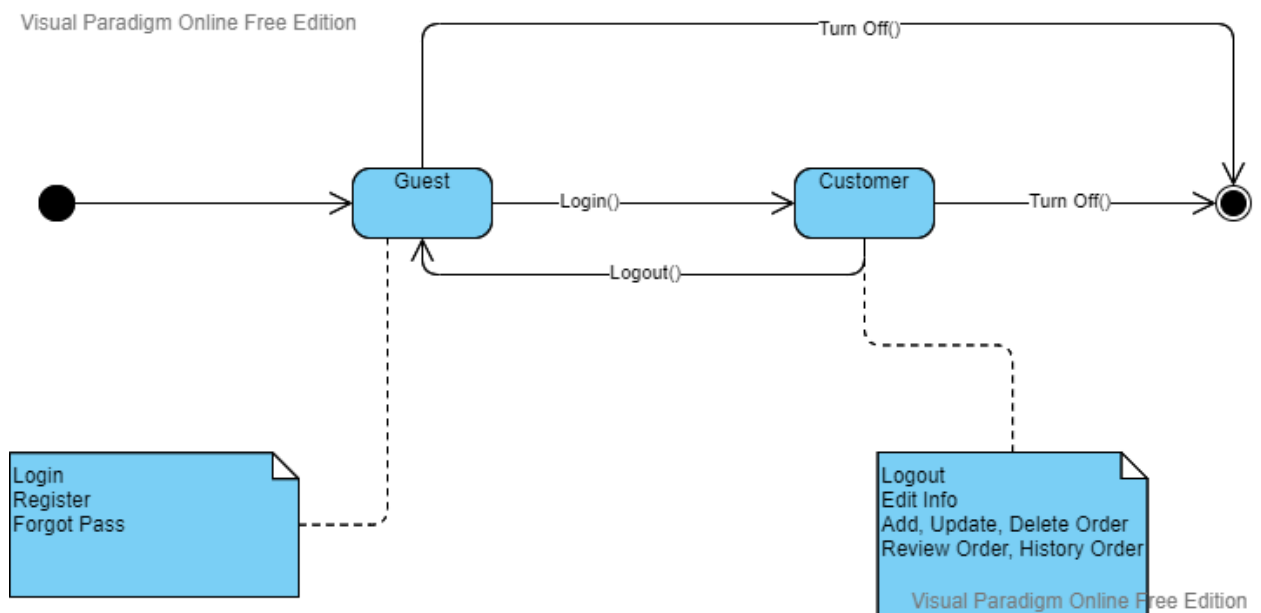 Visual Paradigm Online Free Edition
Turn Off()
Guest
Login()
Customer
Turn Off()
Logout()
Login
Register
Forgot Pass
Logout
Edit Info
Add, Update, Delete Order
Review Order, History Order
Visual Paradigm Online Free Edition